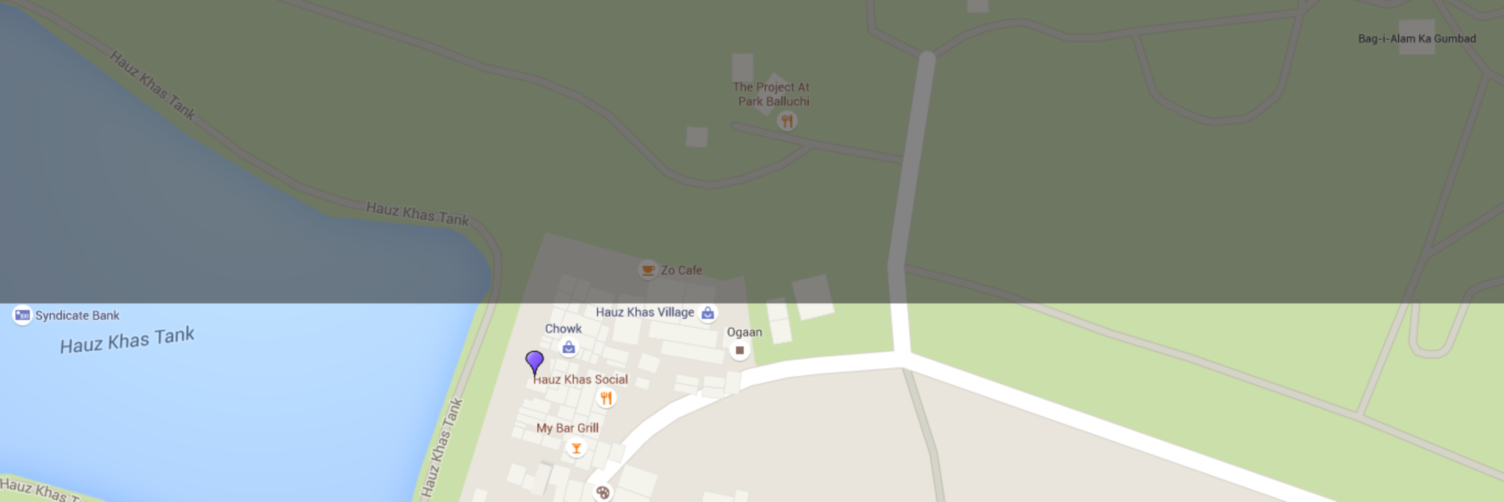 Bag-i-Alam Ka Gumbad
Hauz Khas Tank
The Project At
Park Balluchi
Hauz Khas Tank
Zo Cafe
Syndicate Bank
Hauz Khas Village
Hauz Khas Tank
Chowk
Ogaan
Hauz Khas Social
My Bar Grill
Hauz Khas Tank
Hauz Khas T